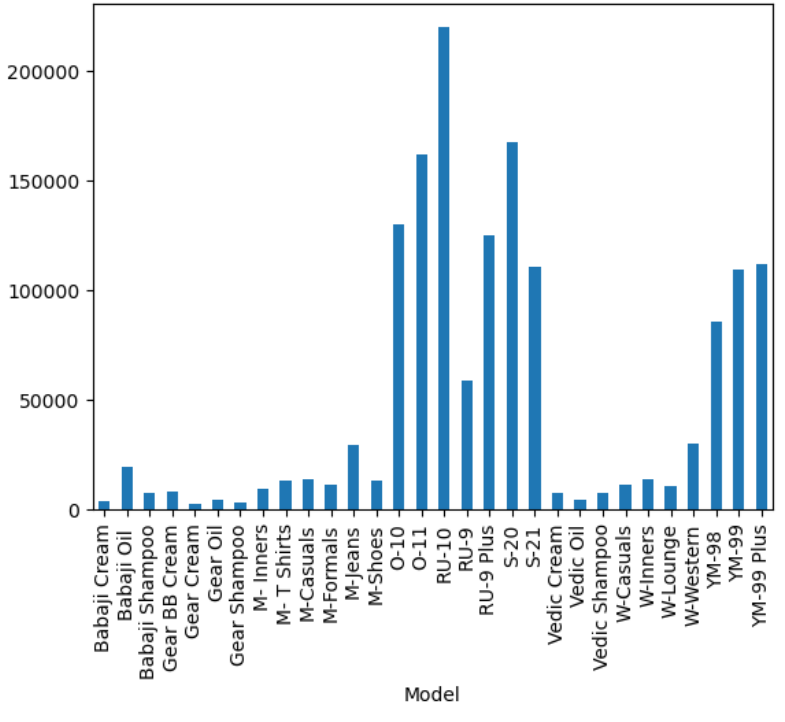 200000
150000
100000
50000
0
Babaji Cream
Babaji Oil
Babaji Shampoo
Gear BB Cream
Gear Cream
Gear Oil
Gear Shampoo
M- Inners
M- T Shirts
M-Casuals
M-Formals
M-Jeans
M-Shoes
O-10
O-11
RU-10
RU-9
RU-9 Plus
S-20
S-21
Vedic Cream
Vedic Oil
Vedic Shampoo
W-Casuals
W-Inners
W-Lounge
W-Western
YM-98
YM-99
YM-99 Plus
Model